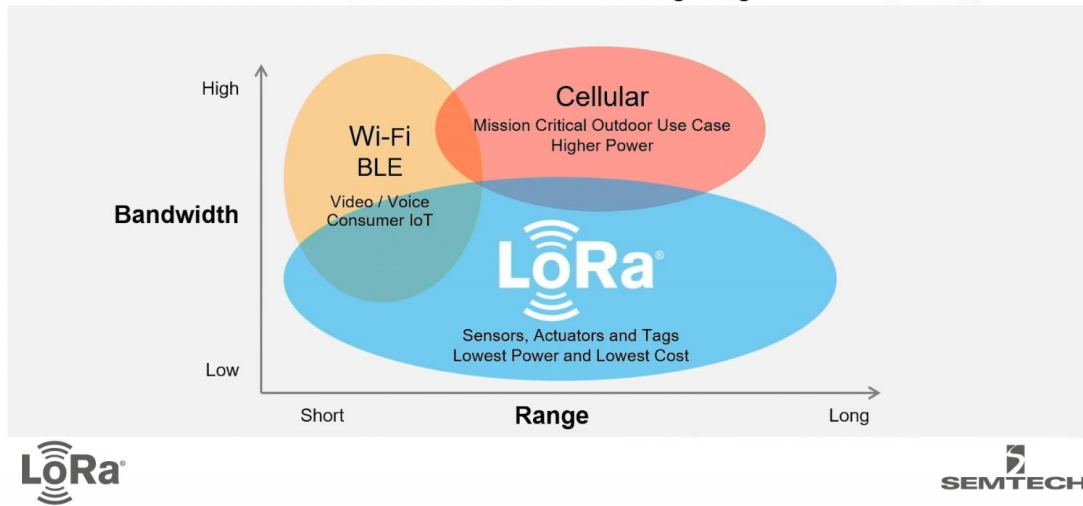 High
Cellular
Mission Critical Outdoor Use Case
Higher Power
Wi-Fi
BLE
Video / Voice
Consumer IoT
Bandwidth
LoRa®
Sensors, Actuators and Tags
Lowest Power and Lowest Cost
Low
Short
Range
Long
LoRa®
SEMTECH